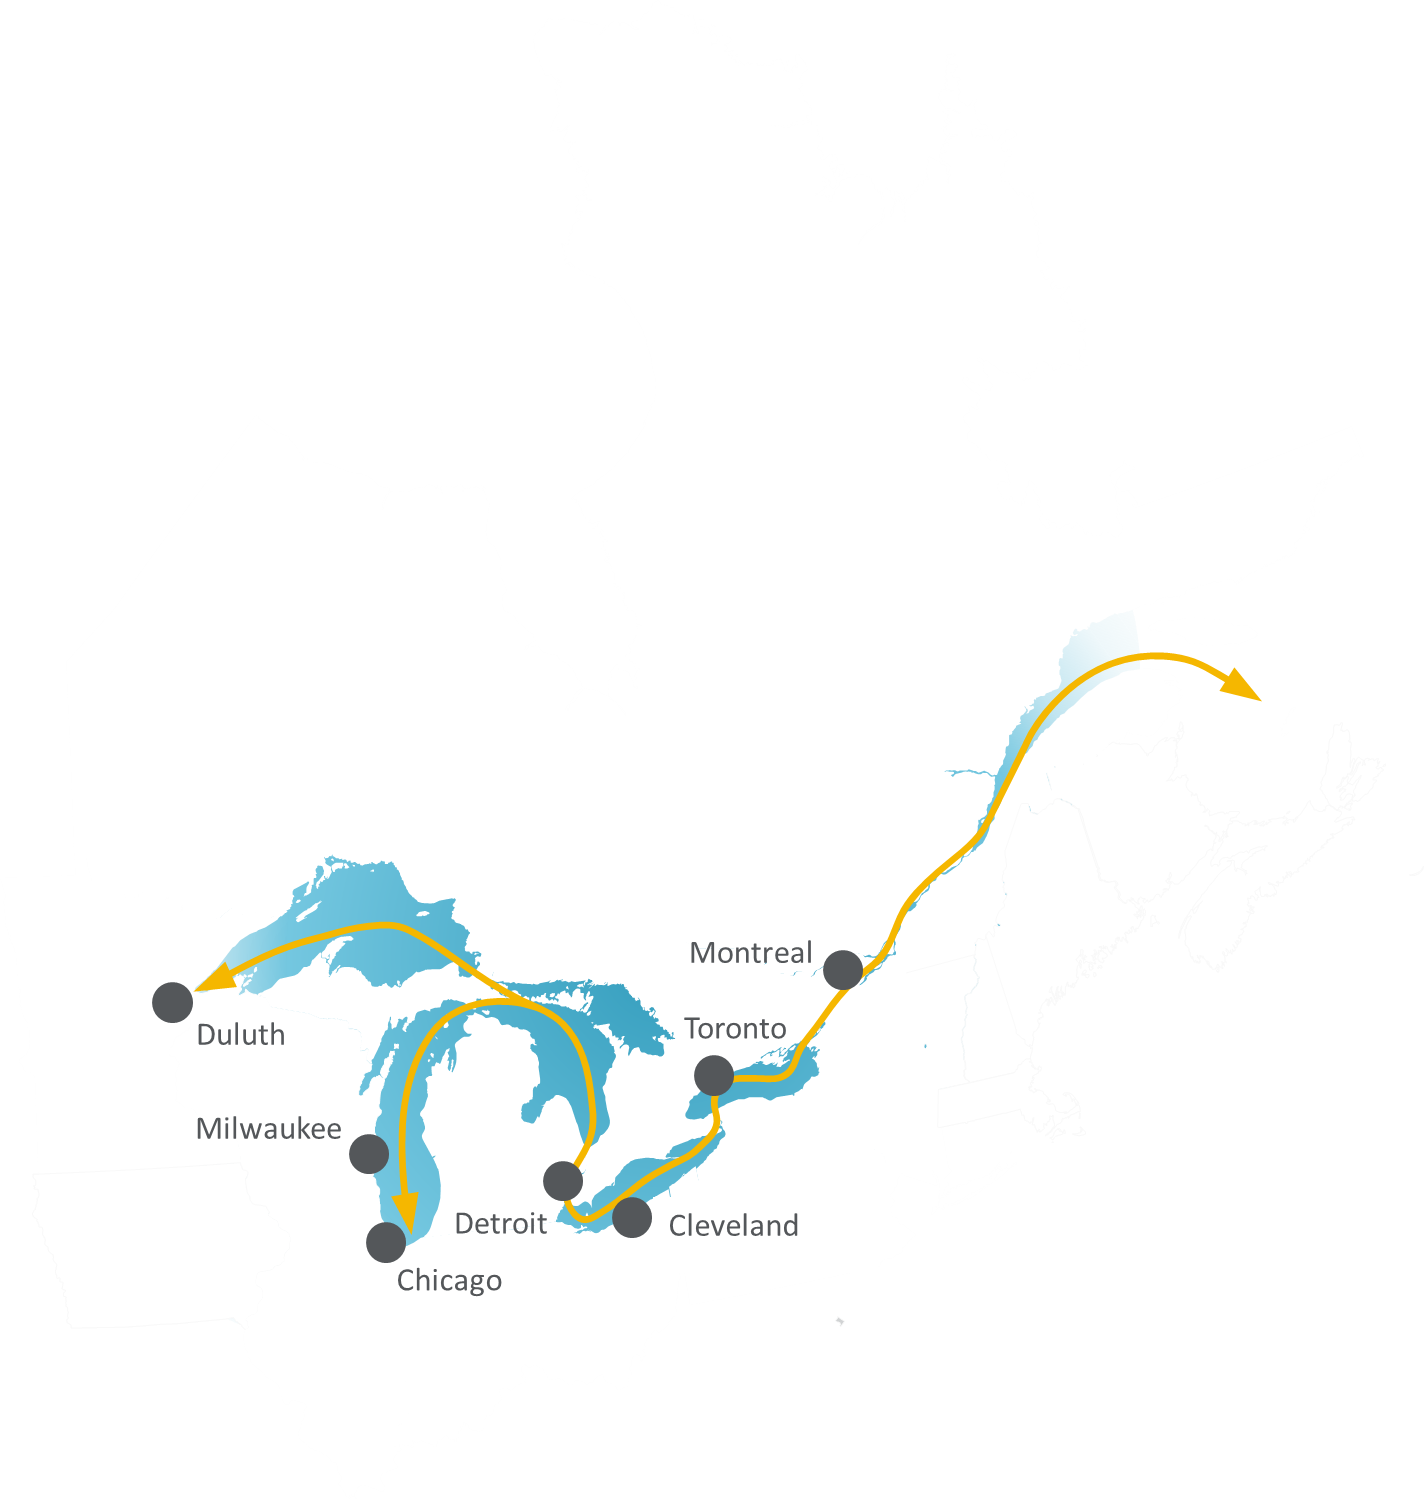 Montreal
Toronto
Duluth
Milwaukee
Detroit
Cleveland
Chicago